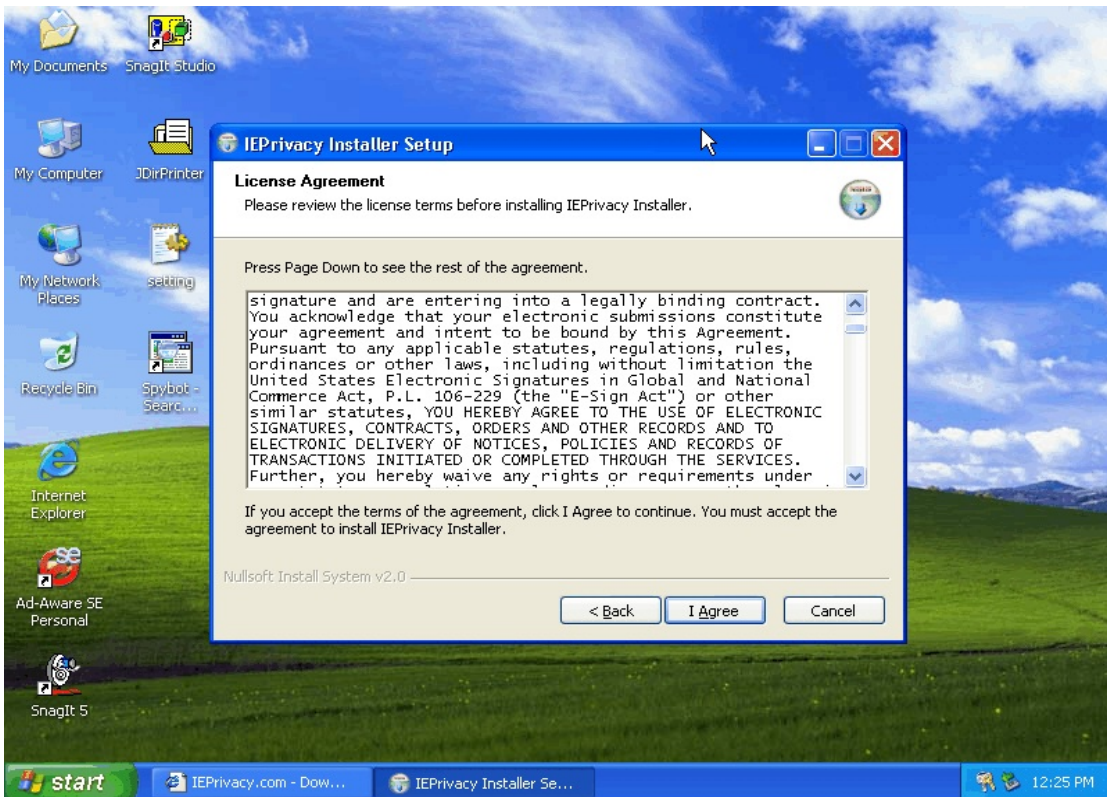 My Documents
SnagIt Studio
My Computer
JDirPrinter
My Network
Places
setting
Recycle Bin
Spybot -
Searc...
Internet
Explorer
Ad-Aware SE
Personal
SnagIt 5
IEPrivacy Installer Setup
License Agreement
Please review the license terms before installing IEPrivacy Installer.
Press Page Down to see the rest of the agreement.
signature and are entering into a legally binding contract.
You acknowledge that your electronic submissions constitute
your agreement and intent to be bound by this Agreement.
Pursuant to any applicable statutes, regulations, rules,
ordinances or other laws, including without limitation the
United States Electronic Signatures in Global and National
Commerce Act, P.L. 106-229 (the "E-Sign Act") or other
similar statutes, YOU HEREBY AGREE TO THE USE OF ELECTRONIC
SIGNATURES, CONTRACTS, ORDERS AND OTHER RECORDS AND TO
ELECTRONIC DELIVERY OF NOTICES, POLICIES AND RECORDS OF
TRANSACTIONS INITIATED OR COMPLETED THROUGH THE SERVICES.
Further, you hereby waive any rights or requirements under
If you accept the terms of the agreement, click I Agree to continue. You must accept the
agreement to install IEPrivacy Installer.
Nullsoft Install System v2.0
< Back
I Agree
Cancel
start
IEPrivacy.com - Dow...
IEPrivacy Installer Se...
12:25 PM